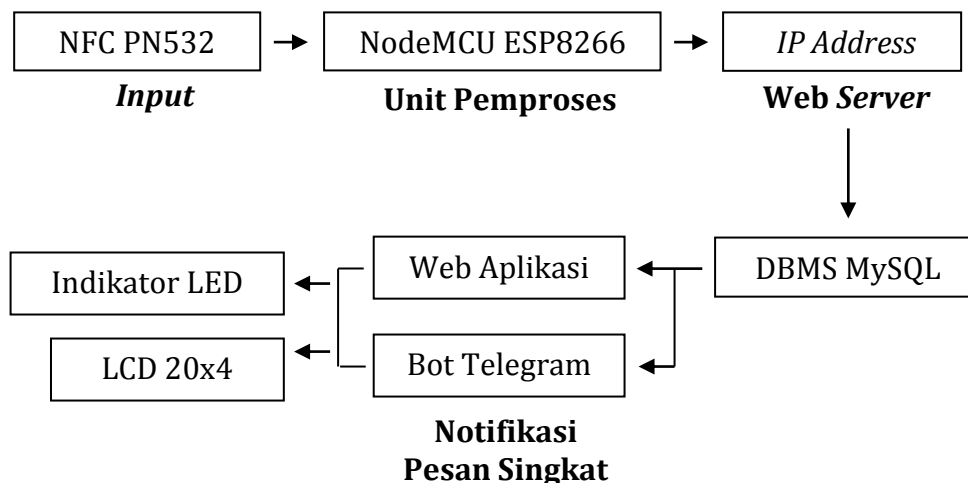 NFC PN532
NodeMCU ESP8266
IP Address
Input
Unit Pemproses
Web Server
Indikator LED
Web Aplikasi
DBMS MySQL
LCD 20x4
Bot Telegram
Notifikasi
Pesan Singkat